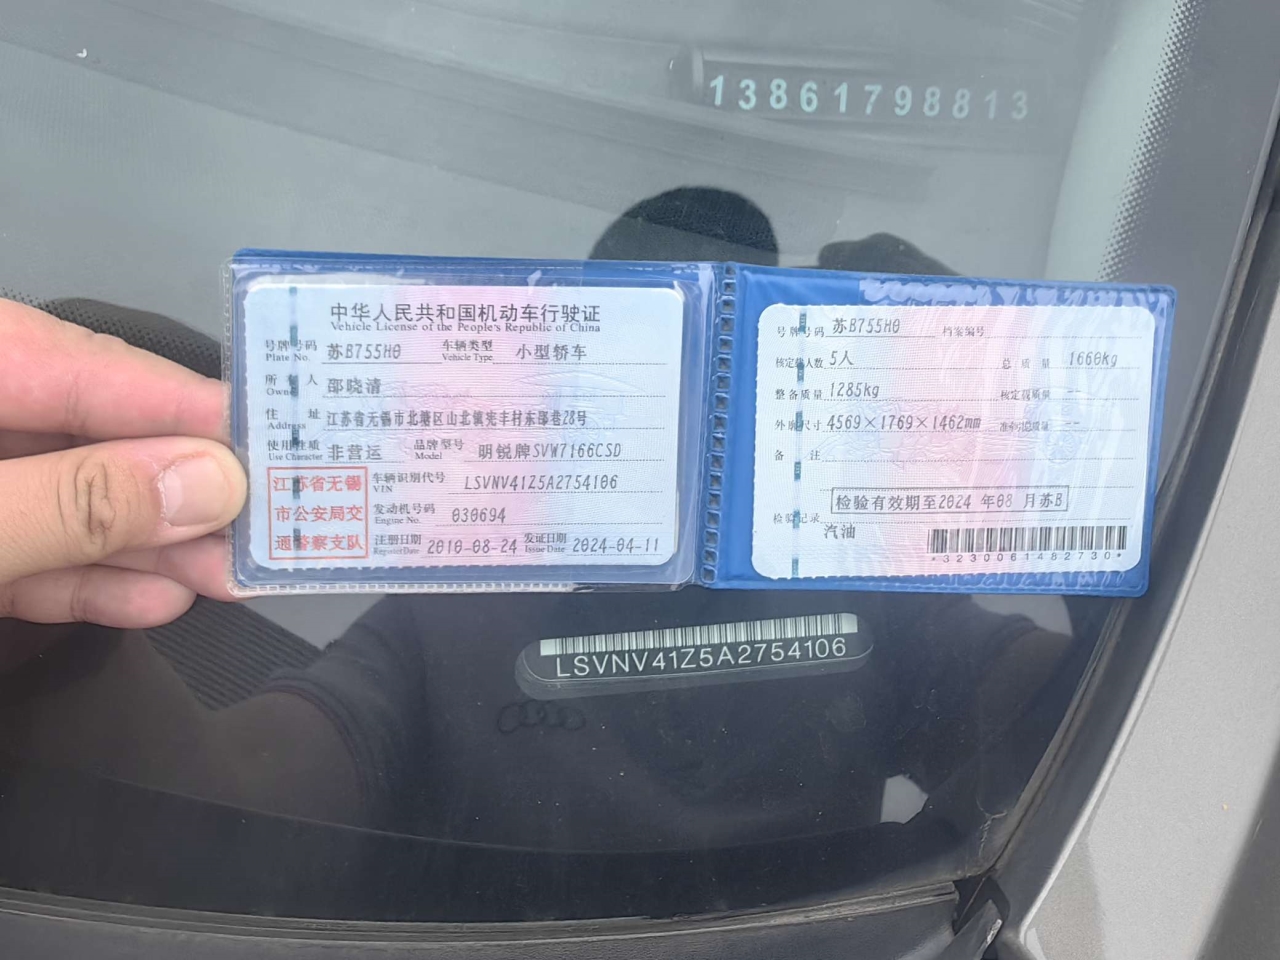 13861798813
中华人民共和国机动车行驶证
Vehicle License of the People's Republic of China
号牌号码 苏B755H0 车辆类型 小型轿车
Plate No. Vehicle Type
所有人 邵晓清
Owner
住址 江苏省无锡市北塘区山北镇宪丰村东邵巷28号
Address
使用性质 非营运 品牌型号 明锐牌SVW7166CSD
Use Character Model
江苏省无锡
市公安局交
通警察支队
车辆识别代号 LSVNV41Z5A2754106
VIN
发动机号码 030694
Engine No.
注册日期 2010-08-24 发证日期 2024-04-11
Register Date Issue Date
号牌号码 苏B755H0 档案编号
核定载人数 5人 总质量 1660kg
整备质量 1285kg 核定载质量 --
外廓尺寸 4569×1769×1462mm 准牵引总质量 --
备注
检验有效期至2024 年08 月苏B
检验记录
汽油
*3230061482730*
LSVNV41Z5A2754106